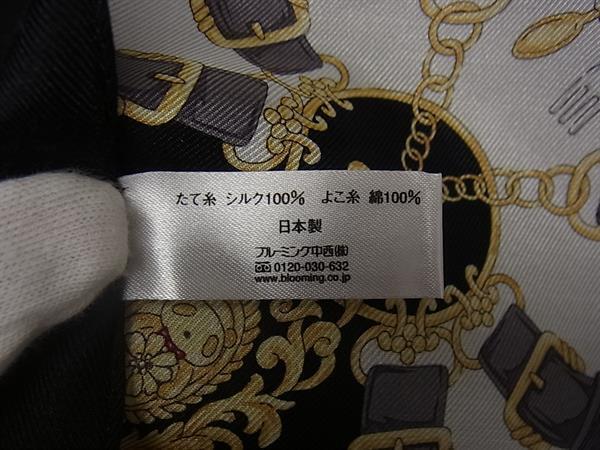 たて糸 シルク100% よこ糸 綿100%
日本製
ブルーミング中西㈱
0120-030-632
www.blooming.co.jp